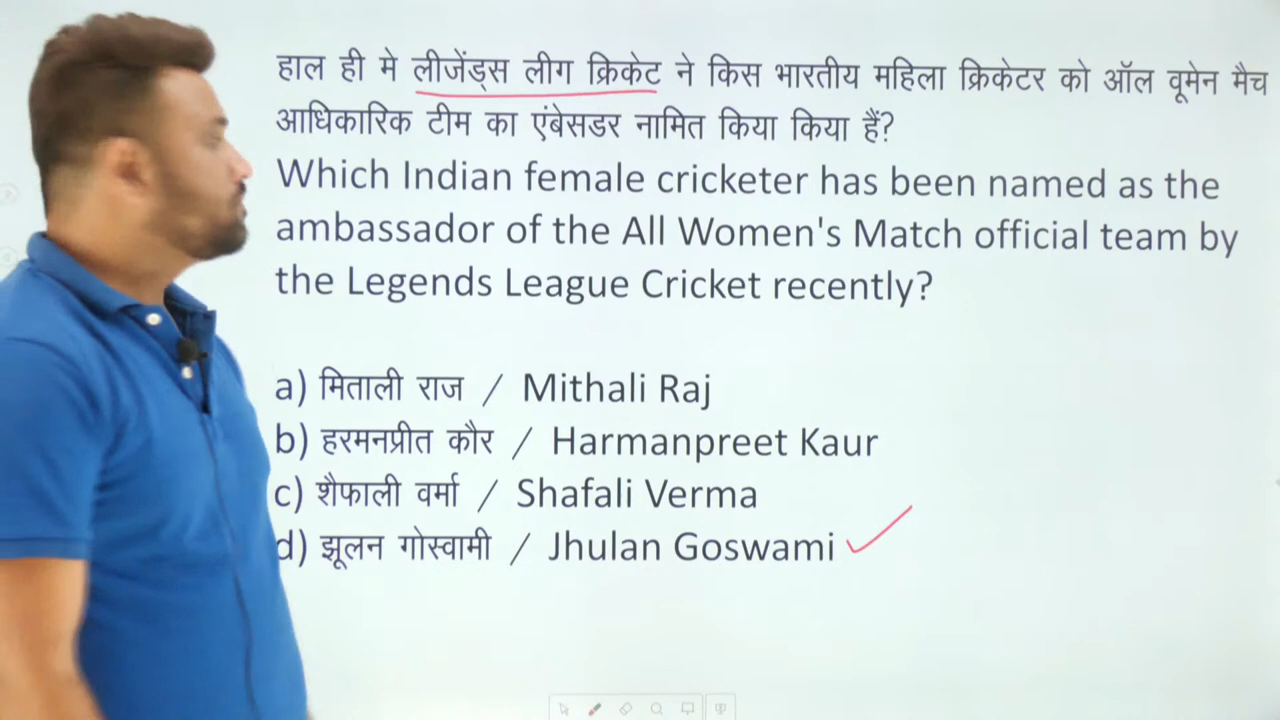 हाल ही मे लीजेंड्स लीग क्रिकेट ने किस भारतीय महिला क्रिकेटर को ऑल वूमेन मैच
आधिकारिक टीम का एंबेसडर नामित किया किया हैं?
Which Indian female cricketer has been named as the
ambassador of the All Women's Match official team by
the Legends League Cricket recently?
a) मिताली राज / Mithali Raj
b) हरमनप्रीत कौर / Harmanpreet Kaur
c) शैफाली वर्मा / Shafali Verma
d) झूलन गोस्वामी / Jhulan Goswami